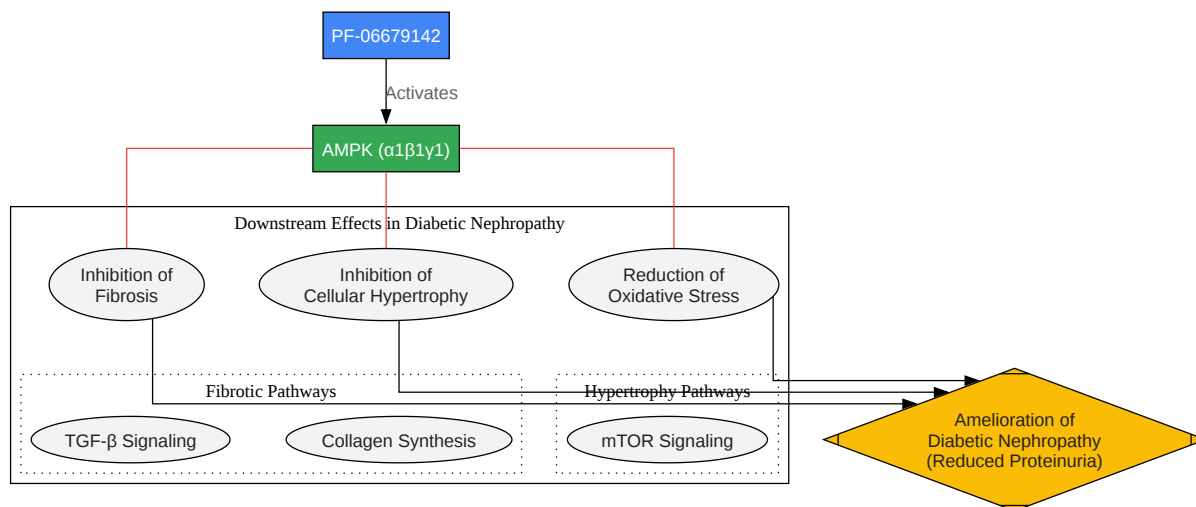 PF-06679142
Activates
AMPK (α1β1γ1)
Downstream Effects in Diabetic Nephropathy
Inhibition of
Fibrosis
Inhibition of
Cellular Hypertrophy
Reduction of
Oxidative Stress
Fibrotic Pathways
Hypertrophy Pathways
TGF-β Signaling
Collagen Synthesis
mTOR Signaling
Amelioration of
Diabetic Nephropathy
(Reduced Proteinuria)